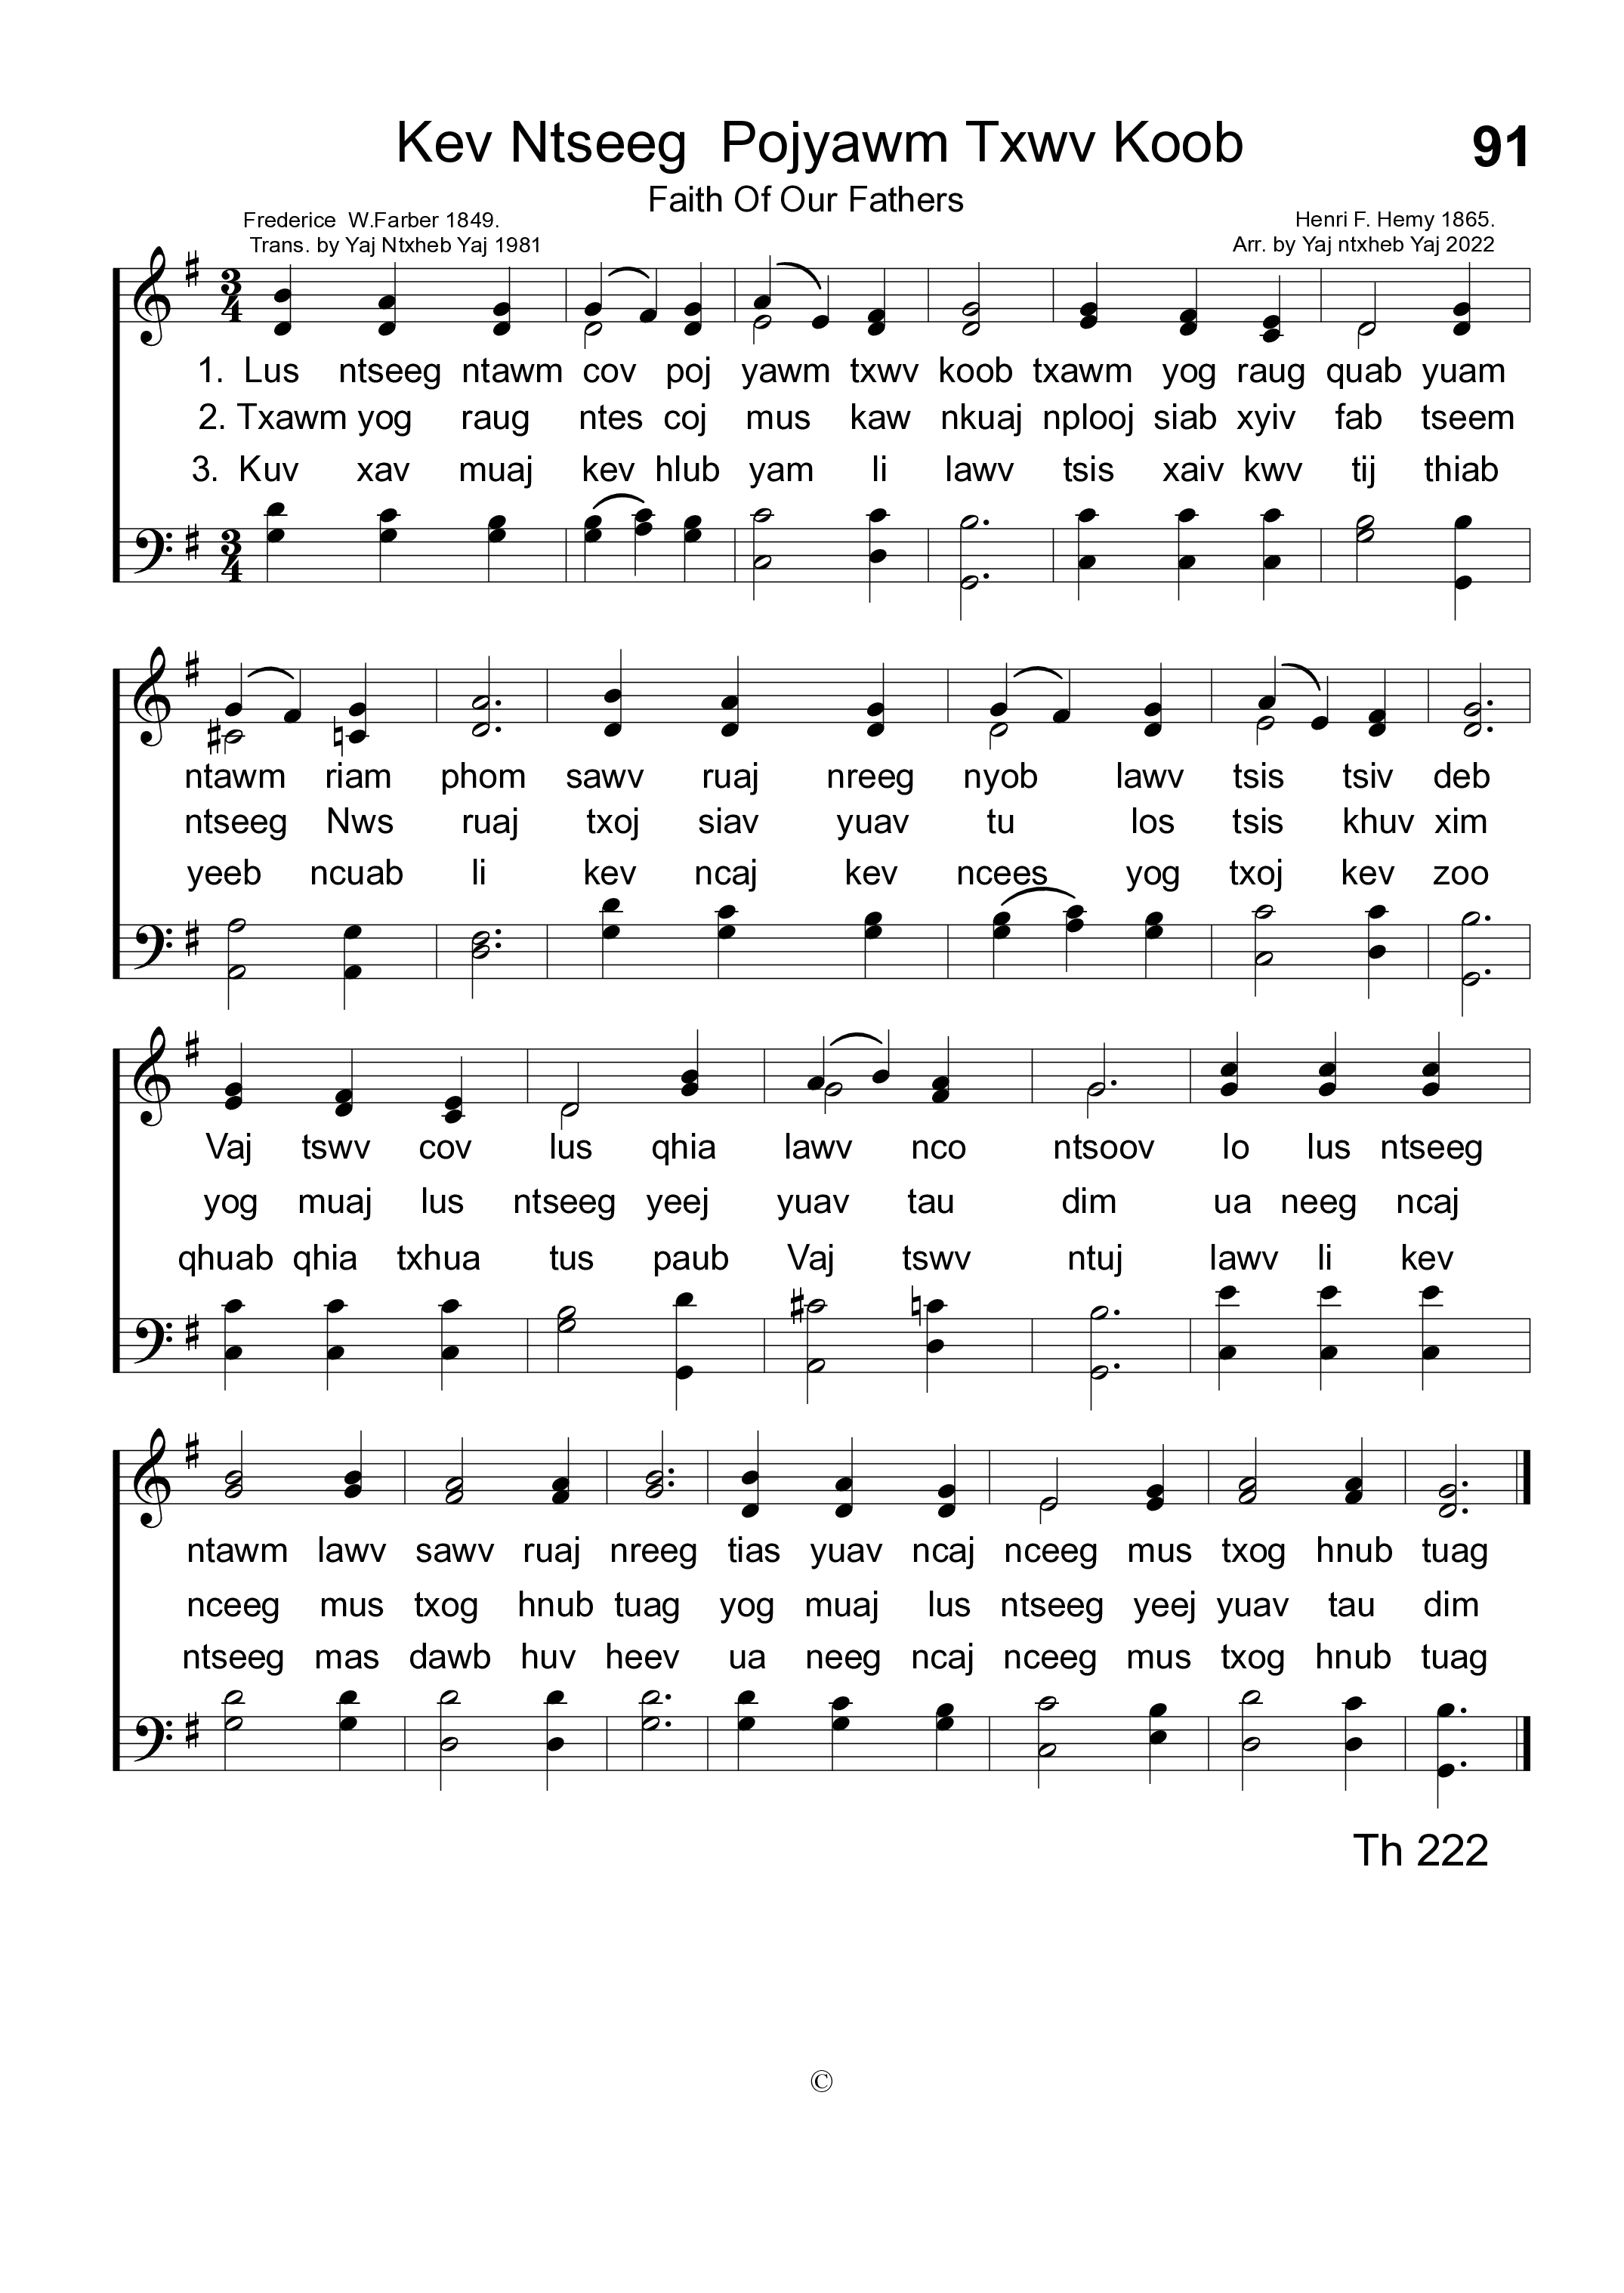 Kev Ntseeg  Pojyawm Txwv Koob
91
Faith Of Our Fathers
Frederice  W.Farber 1849.
Henri F. Hemy 1865.
Trans. by Yaj Ntxheb Yaj 1981
Arr. by Yaj ntxheb Yaj 2022
3/4
1. Lus ntseeg ntawm cov poj yawm txwv koob txawm yog raug quab yuam
2. Txawm yog raug ntes coj mus kaw nkuaj nplooj siab xyiv fab tseem
3. Kuv xav muaj kev hlub yam li lawv tsis xaiv kwv tij thiab
3/4
ntawm riam phom sawv ruaj nreeg nyob lawv tsis tsiv deb
ntseeg Nws ruaj txoj siav yuav tu los tsis khuv xim
yeeb ncuab li kev ncaj kev ncees yog txoj kev zoo
Vaj tswv cov lus qhia lawv nco ntsoov lo lus ntseeg
yog muaj lus ntseeg yeej yuav tau dim ua neeg ncaj
qhuab qhia txhua tus paub Vaj tswv ntuj lawv li kev
ntawm lawv sawv ruaj nreeg tias yuav ncaj nceeg mus txog hnub tuag
nceeg mus txog hnub tuag yog muaj lus ntseeg yeej yuav tau dim
ntseeg mas dawb huv heev ua neeg ncaj nceeg mus txog hnub tuag
Th 222
©